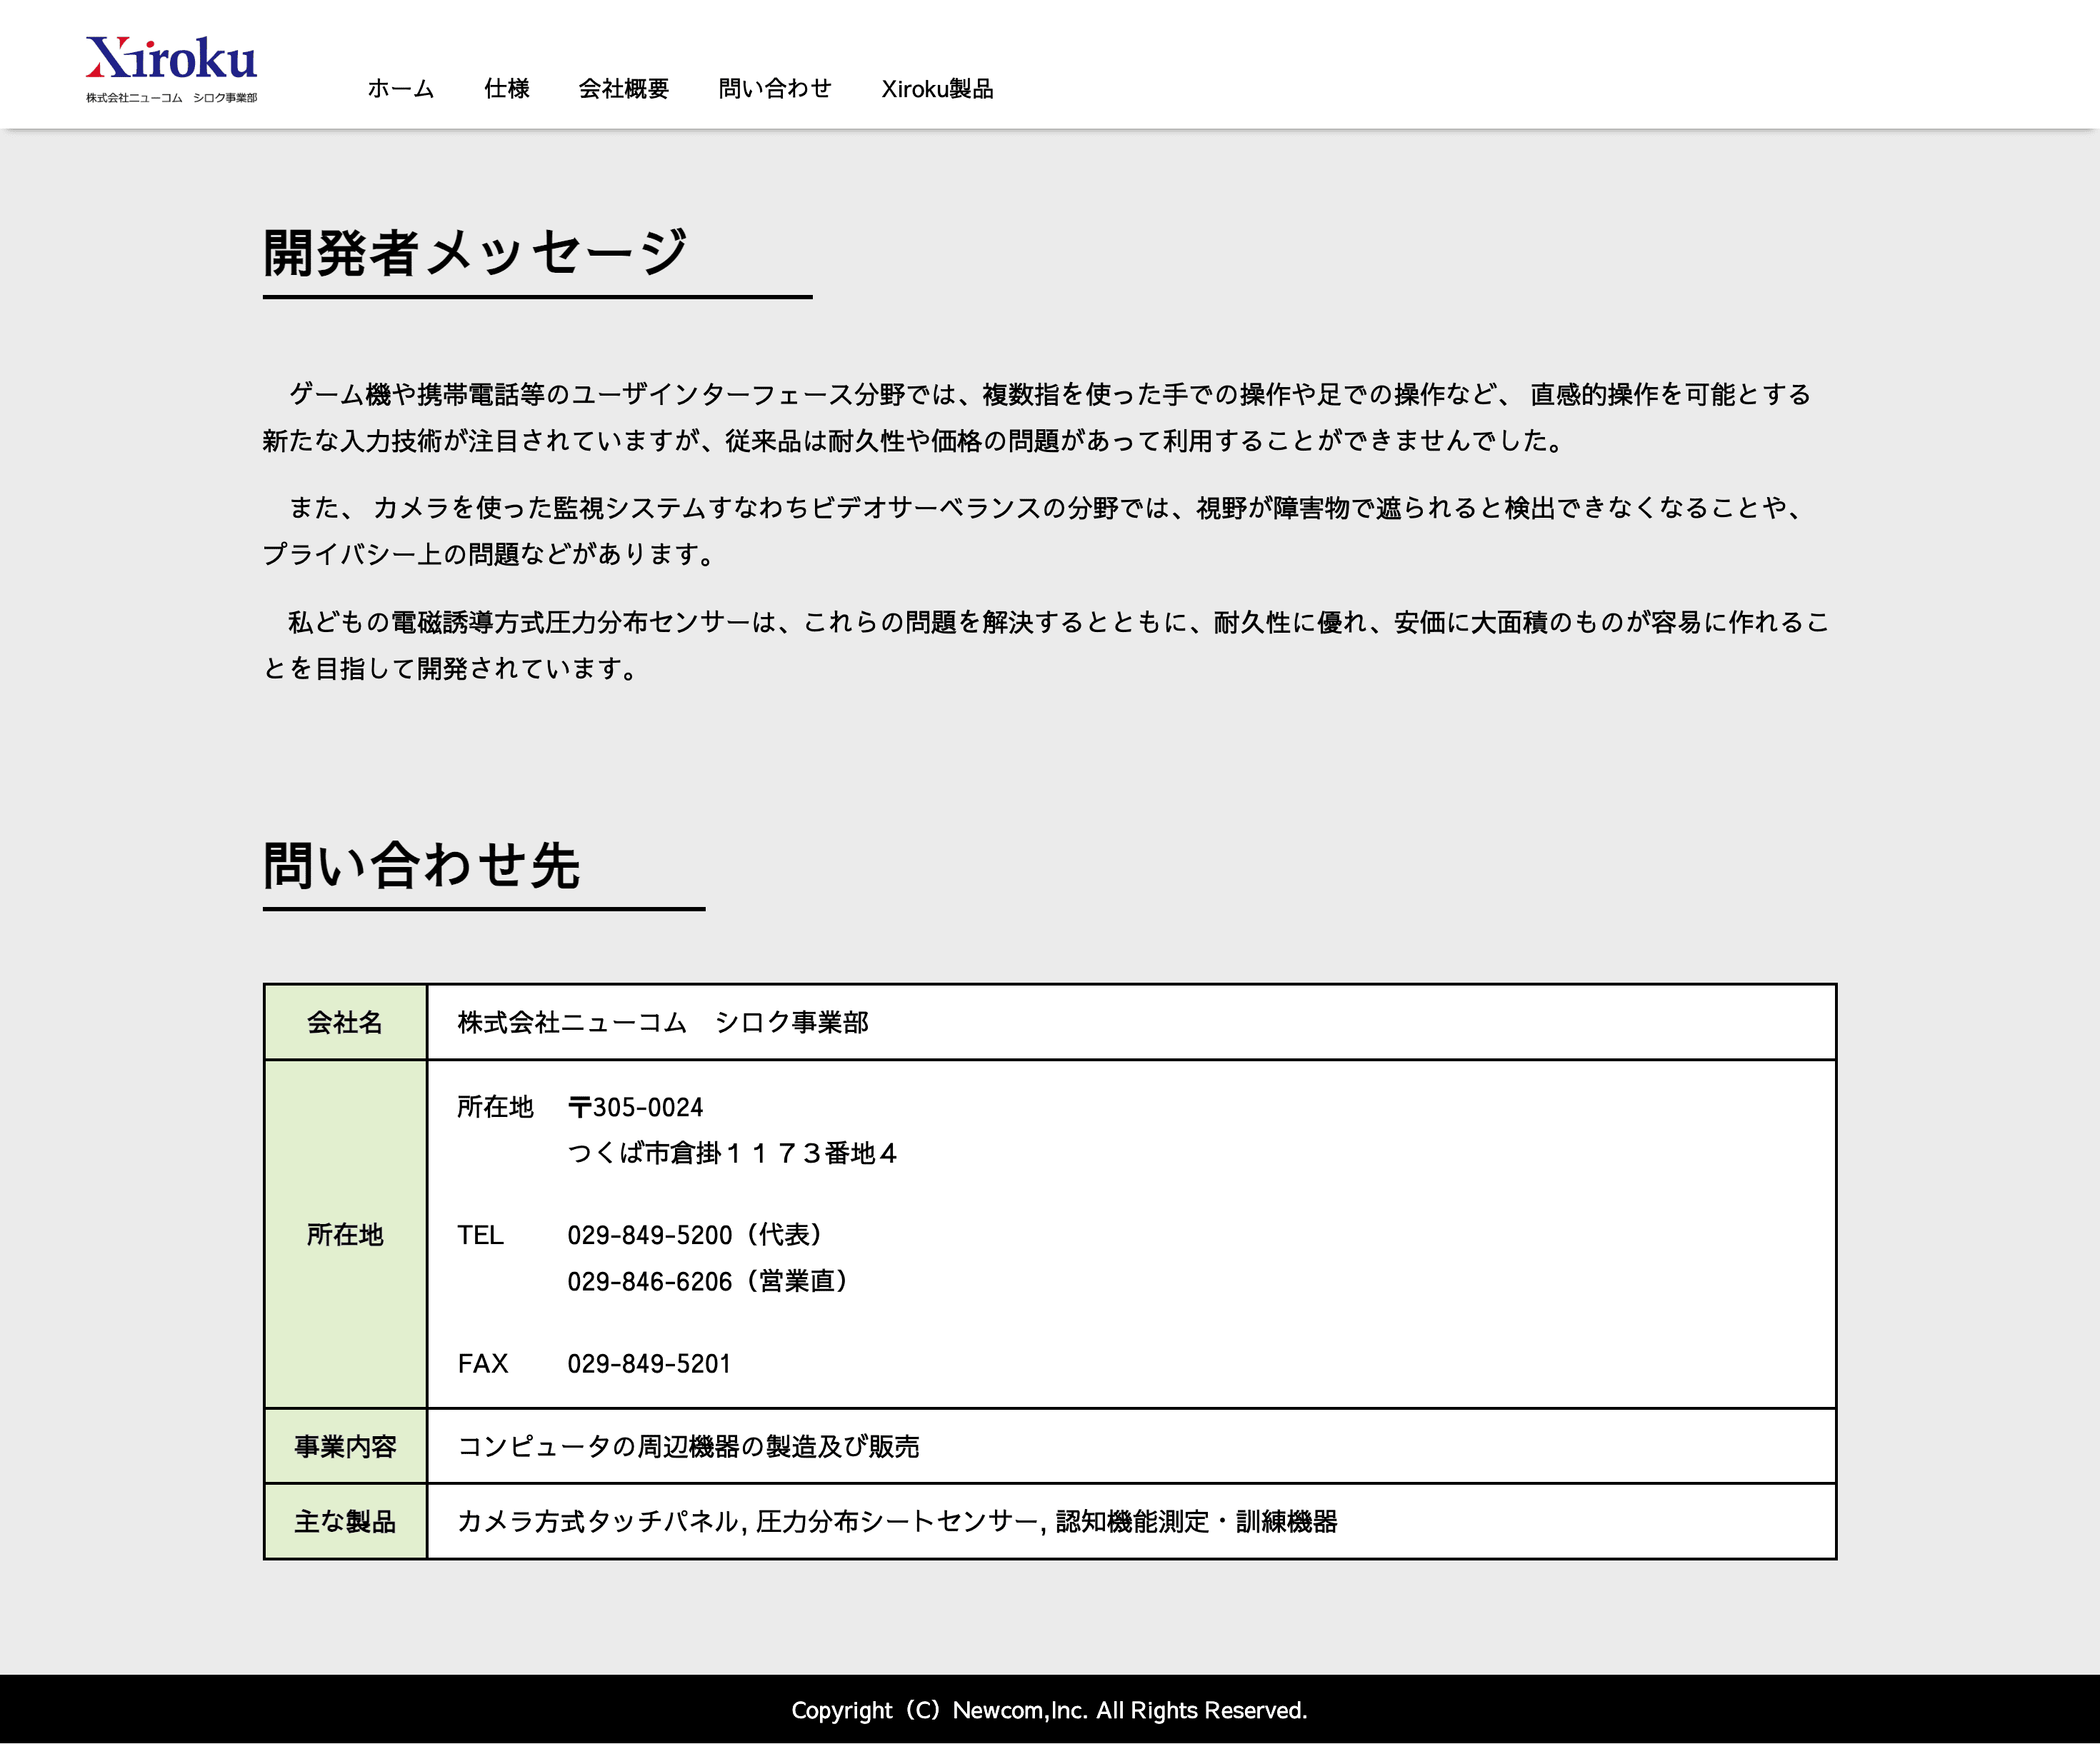 Xiroku
株式会社ニューコム　シロク事業部
ホーム　仕様　会社概要　問い合わせ　Xiroku製品
開発者メッセージ
　ゲーム機や携帯電話等のユーザインターフェース分野では、複数指を使った手での操作や足での操作など、 直感的操作を可能とする
新たな入力技術が注目されていますが、従来品は耐久性や価格の問題があって利用することができませんでした。
　また、 カメラを使った監視システムすなわちビデオサーベランスの分野では、視野が障害物で遮られると検出できなくなることや、
プライバシー上の問題などがあります。
　私どもの電磁誘導方式圧力分布センサーは、これらの問題を解決するとともに、耐久性に優れ、安価に大面積のものが容易に作れるこ
とを目指して開発されています。
問い合わせ先
会社名　株式会社ニューコム　シロク事業部
所在地
所在地　〒305-0024
つくば市倉掛１１７３番地４
TEL　029-849-5200（代表）
029-846-6206（営業直）
FAX　029-849-5201
事業内容　コンピュータの周辺機器の製造及び販売
主な製品　カメラ方式タッチパネル, 圧力分布シートセンサー, 認知機能測定・訓練機器
Copyright（C）Newcom,Inc. All Rights Reserved.